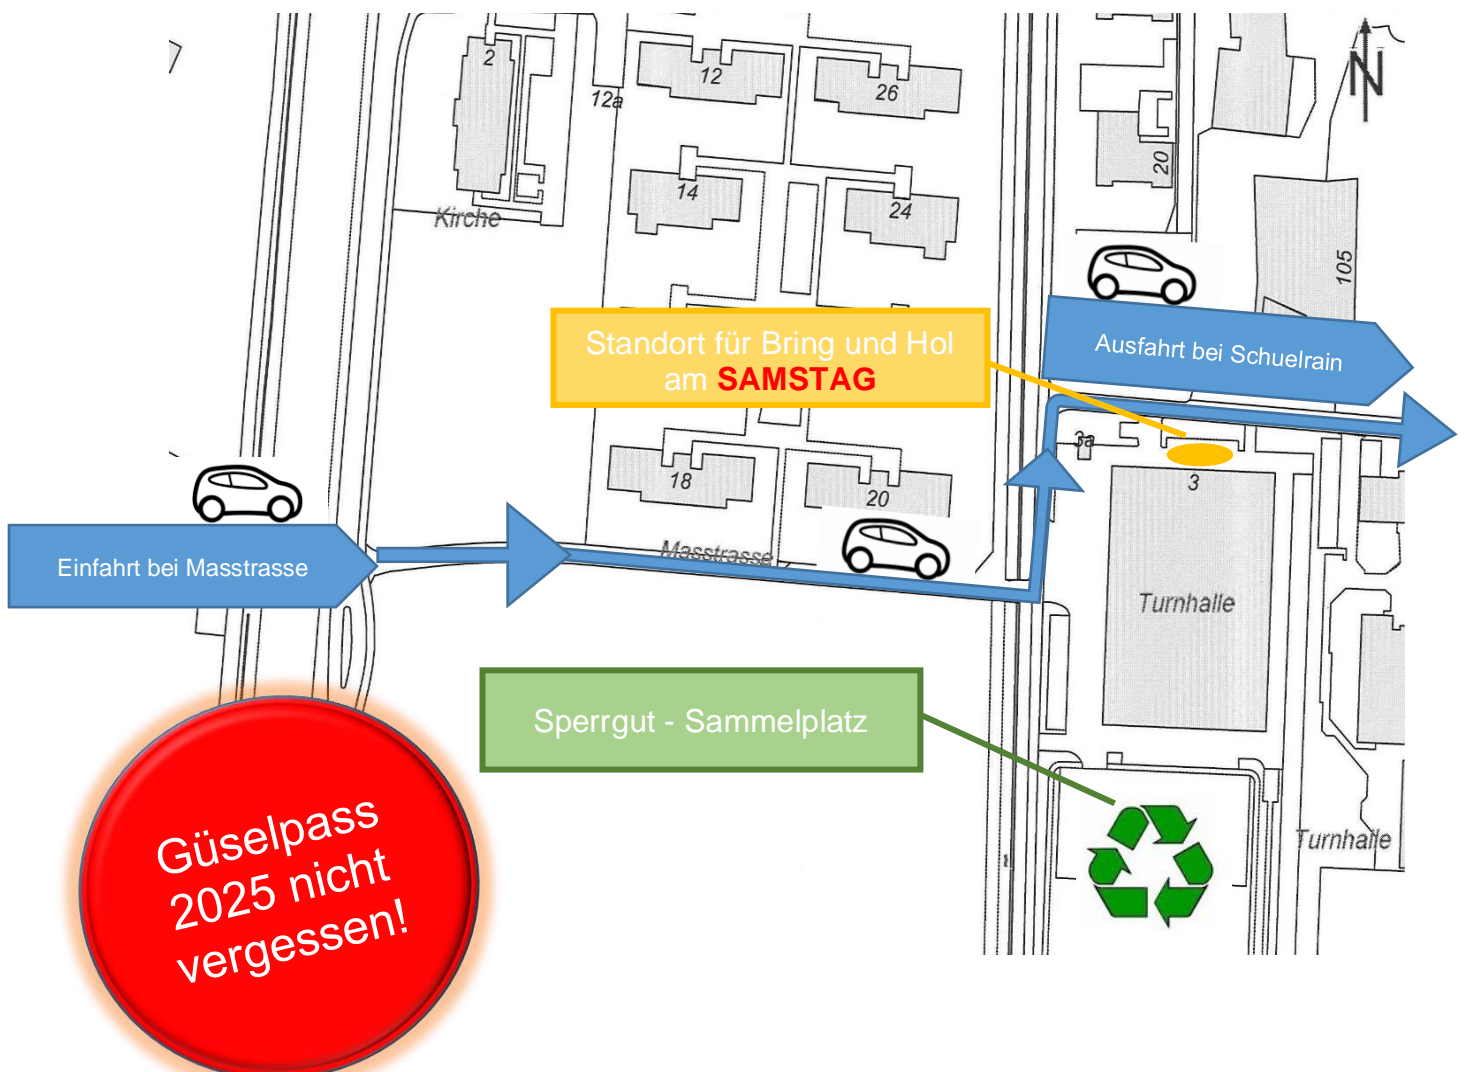 2
12
26
12a
N
20
14
24
Kirche
105
Standort für Bring und Hol
am SAMSTAG
Ausfahrt bei Schuelrain
3a
18
20
3
Masstrasse
Einfahrt bei Masstrasse
Turnhalle
Sperrgut - Sammelplatz
Turnhalle
Güselpass
2025 nicht
vergessen!